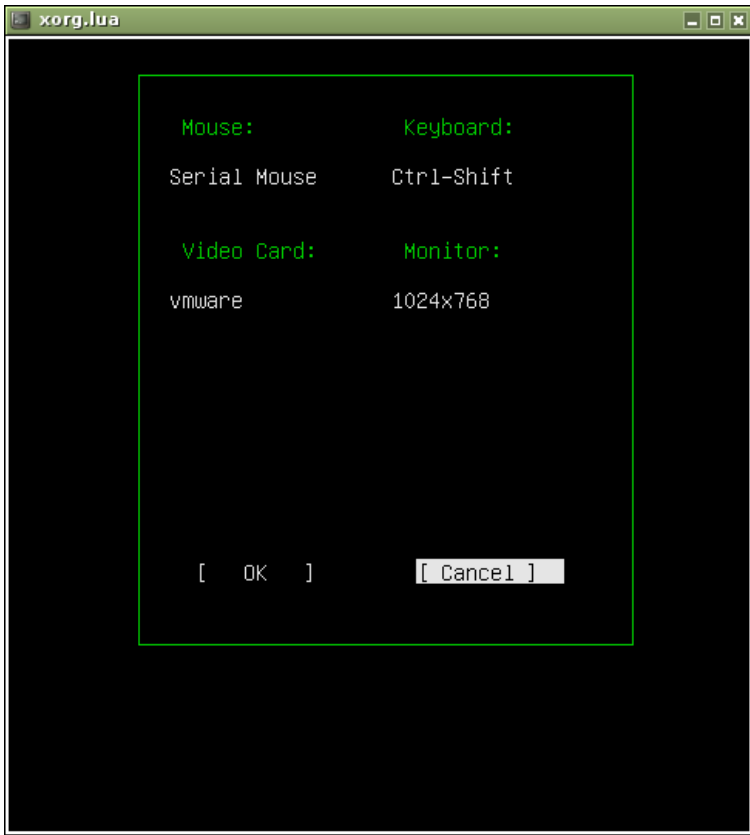 xorg.lua
Mouse: Keyboard:
Serial Mouse Ctrl-Shift
Video Card: Monitor:
vmware 1024x768
[ OK ] [ Cancel ]